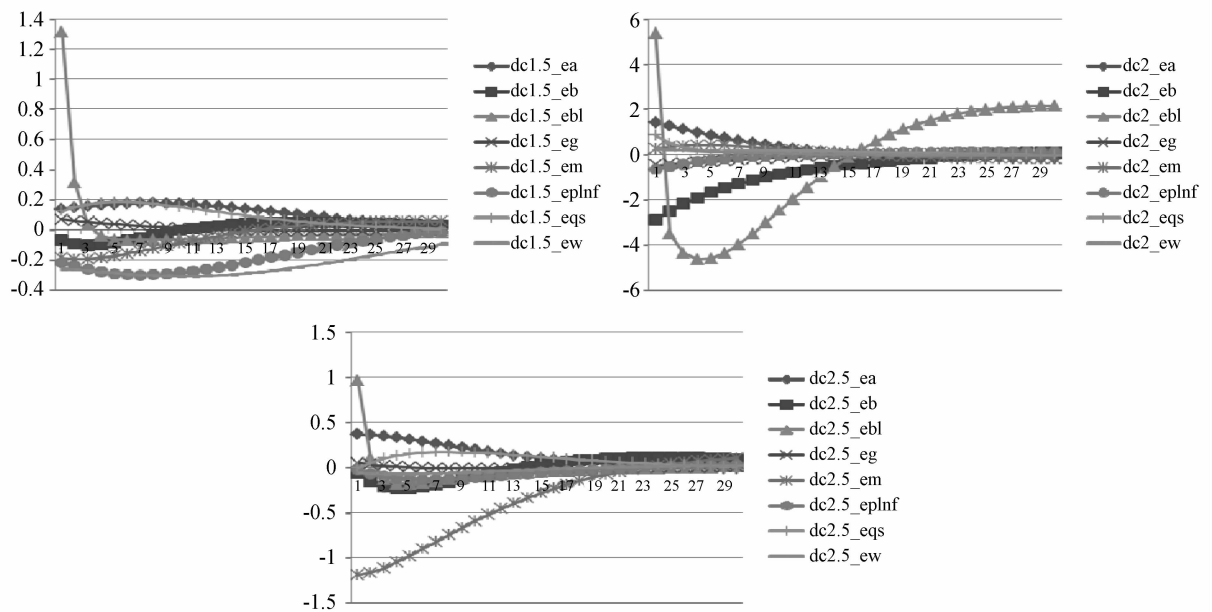 1.4
1.2
1
0.8
0.6
0.4
0.2
0
-0.2
-0.4
1 3 5 7 9 11 13 15 17 19 21 23 25 27 29
dc1.5_ea
dc1.5_eb
dc1.5_ebl
dc1.5_eg
dc1.5_em
dc1.5_eplnf
dc1.5_eqs
dc1.5_ew
6
4
2
0
-2
-4
-6
1 3 5 7 9 11 13 15 17 19 21 23 25 27 29
dc2_ea
dc2_eb
dc2_ebl
dc2_eg
dc2_em
dc2_eplnf
dc2_eqs
dc2_ew
1.5
1
0.5
0
-0.5
-1
-1.5
1 3 5 7 9 11 13 15 17 19 21 23 25 27 29
dc2.5_ea
dc2.5_eb
dc2.5_ebl
dc2.5_eg
dc2.5_em
dc2.5_eplnf
dc2.5_eqs
dc2.5_ew